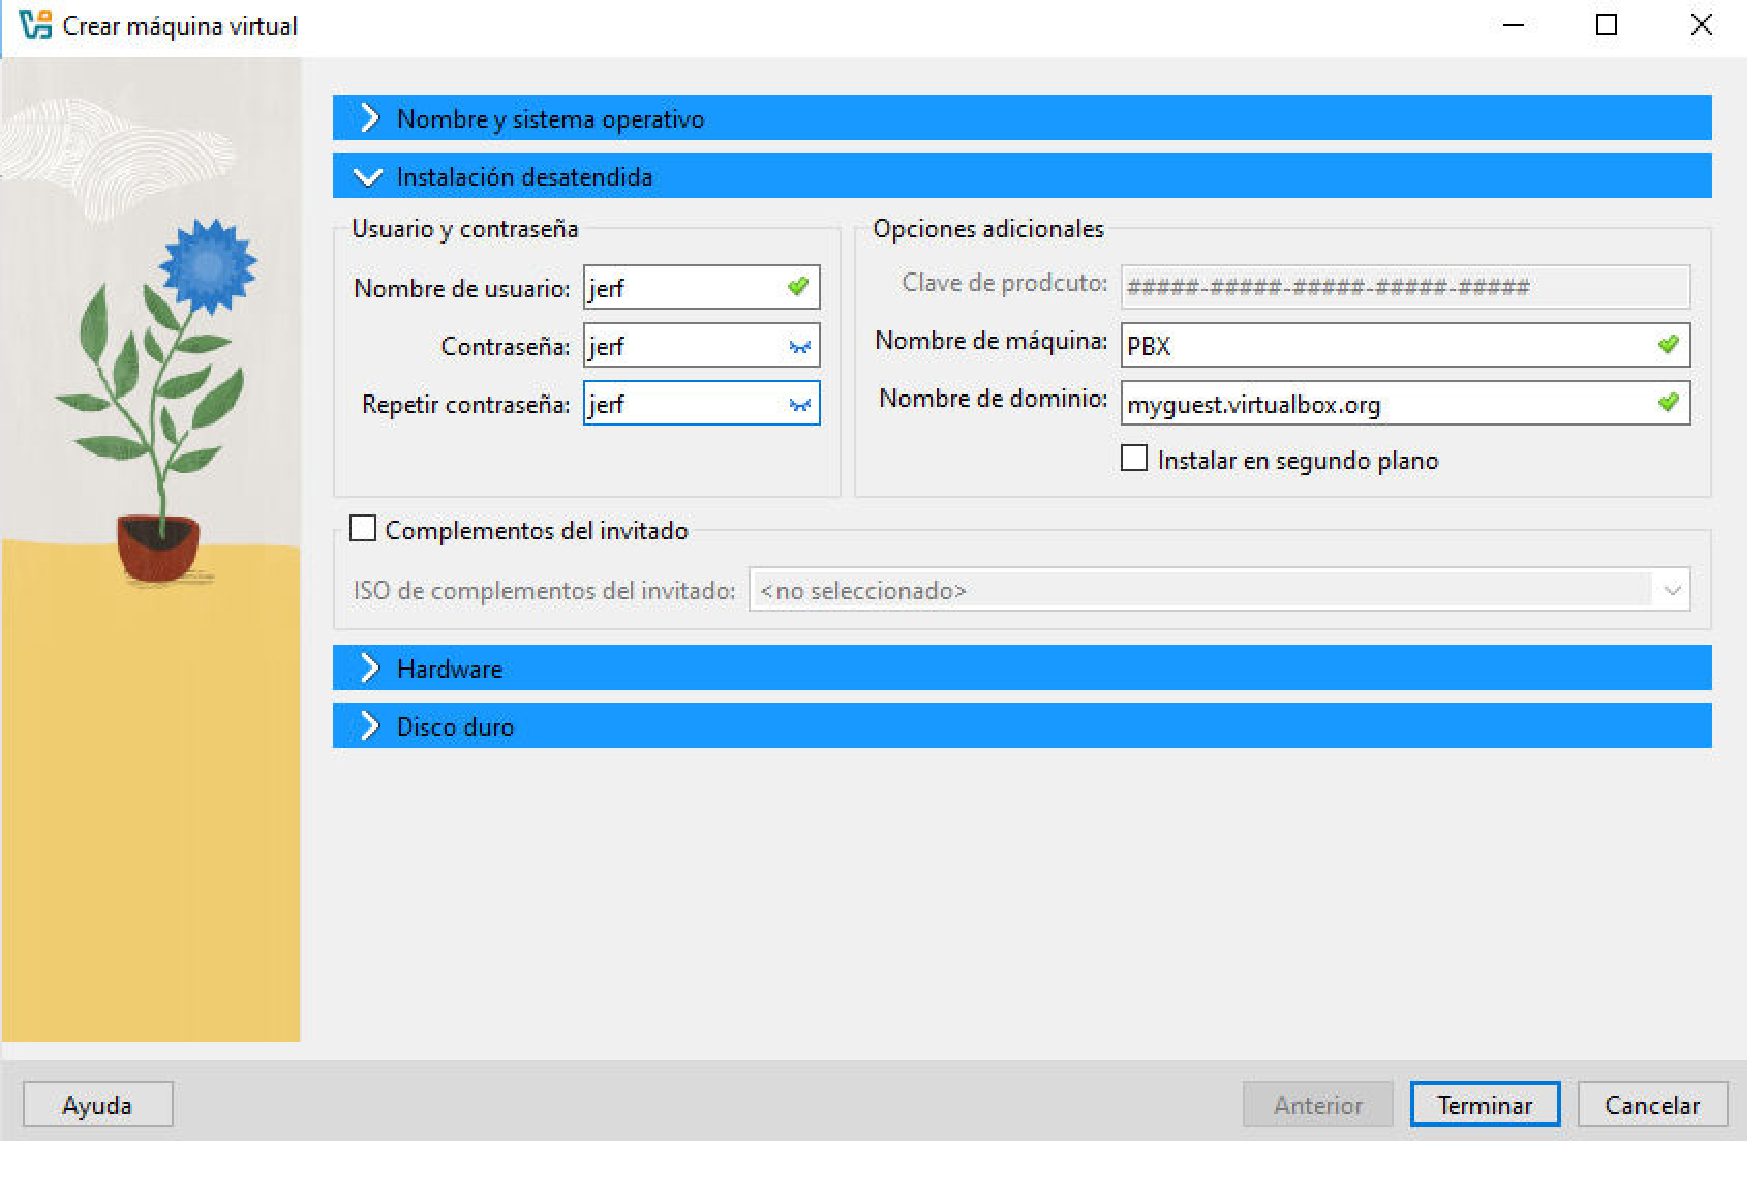 Crear máquina virtual
Nombre y sistema operativo
Instalación desatendida
Usuario y contraseña
Nombre de usuario: jerf
Contraseña: jerf
Repetir contraseña: jerf
Opciones adicionales
Clave de prodcuto: #####-#####-#####-#####-#####
Nombre de máquina: PBX
Nombre de dominio: myguest.virtualbox.org
Instalar en segundo plano
Complementos del invitado
ISO de complementos del invitado: <no seleccionado>
Hardware
Disco duro
Ayuda
Anterior
Terminar
Cancelar